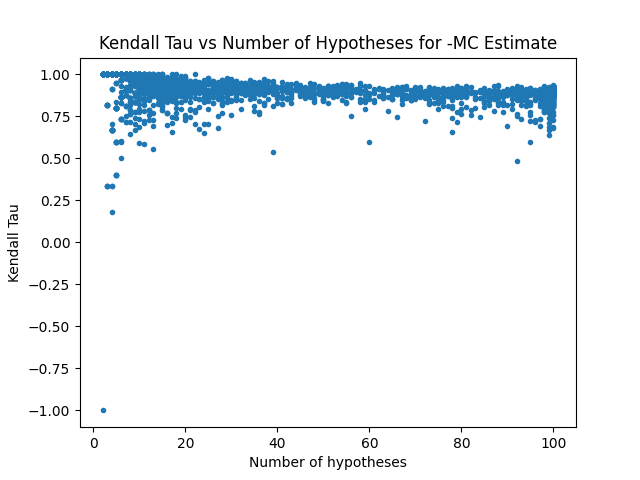 Kendall Tau vs Number of Hypotheses for -MC Estimate
1.00
0.75
0.50
0.25
0.00
−0.25
−0.50
−0.75
−1.00
Kendall Tau
0 20 40 60 80 100
Number of hypotheses